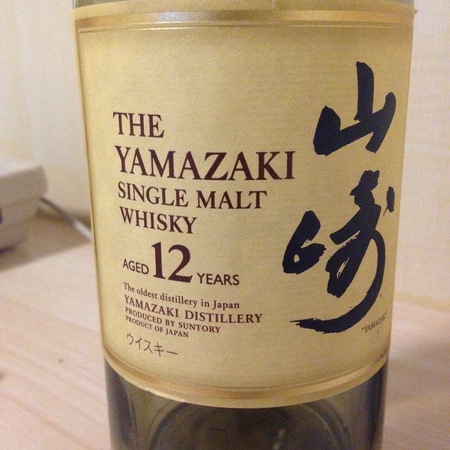 THE
YAMAZAKI
SINGLE MALT
WHISKY
AGED 12 YEARS
The oldest distillery in Japan
YAMAZAKI DISTILLERY
PRODUCED BY SUNTORY
PRODUCT OF JAPAN
ウイスキー
山崎
"YAMAZAKI"